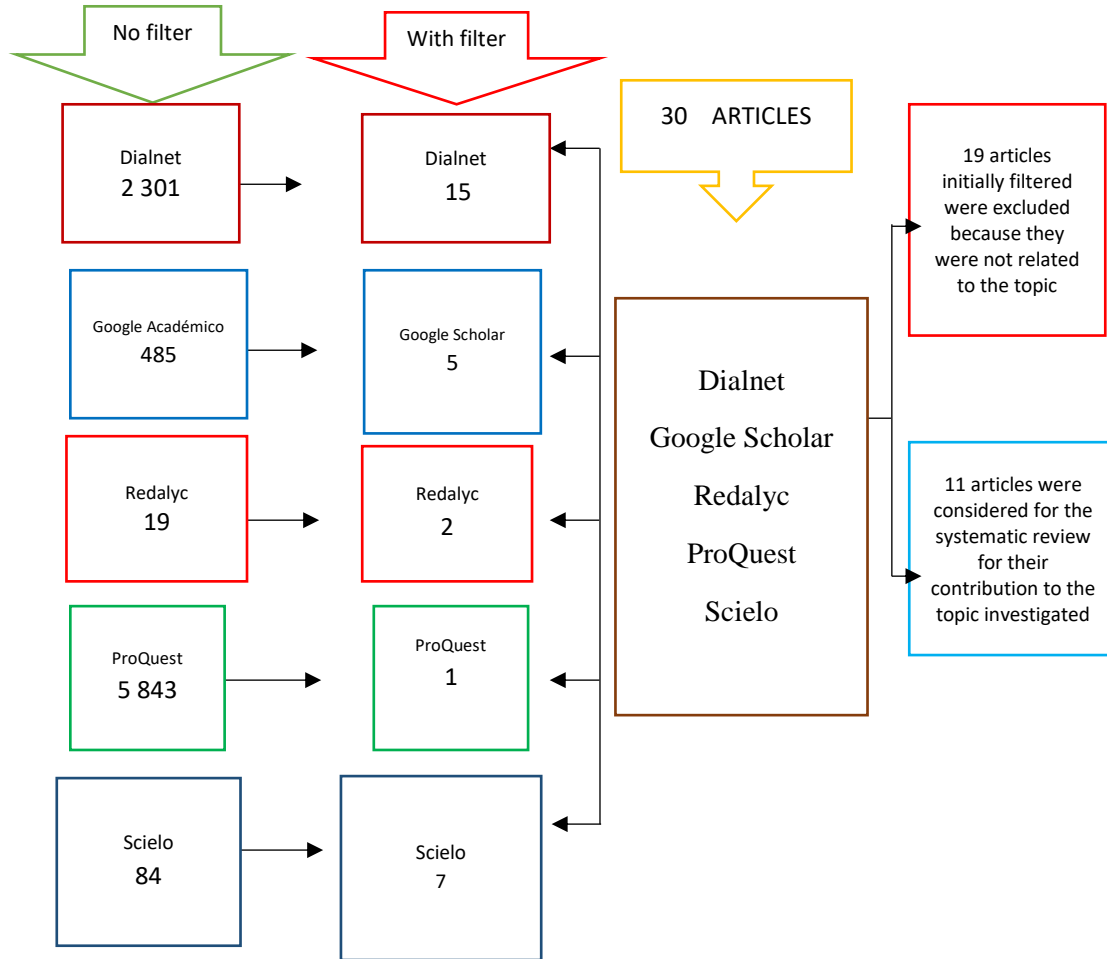 No filter
With filter
30 ARTICLES
Dialnet
2 301
Dialnet
15
19 articles
initially filtered
were excluded
because they
were not related
to the topic
Google Académico
485
Google Scholar
5
Dialnet
Google Scholar
Redalyc
ProQuest
Scielo
Redalyc
19
Redalyc
2
11 articles were
considered for the
systematic review
for their
contribution to the
topic investigated
ProQuest
5 843
ProQuest
1
Scielo
84
Scielo
7